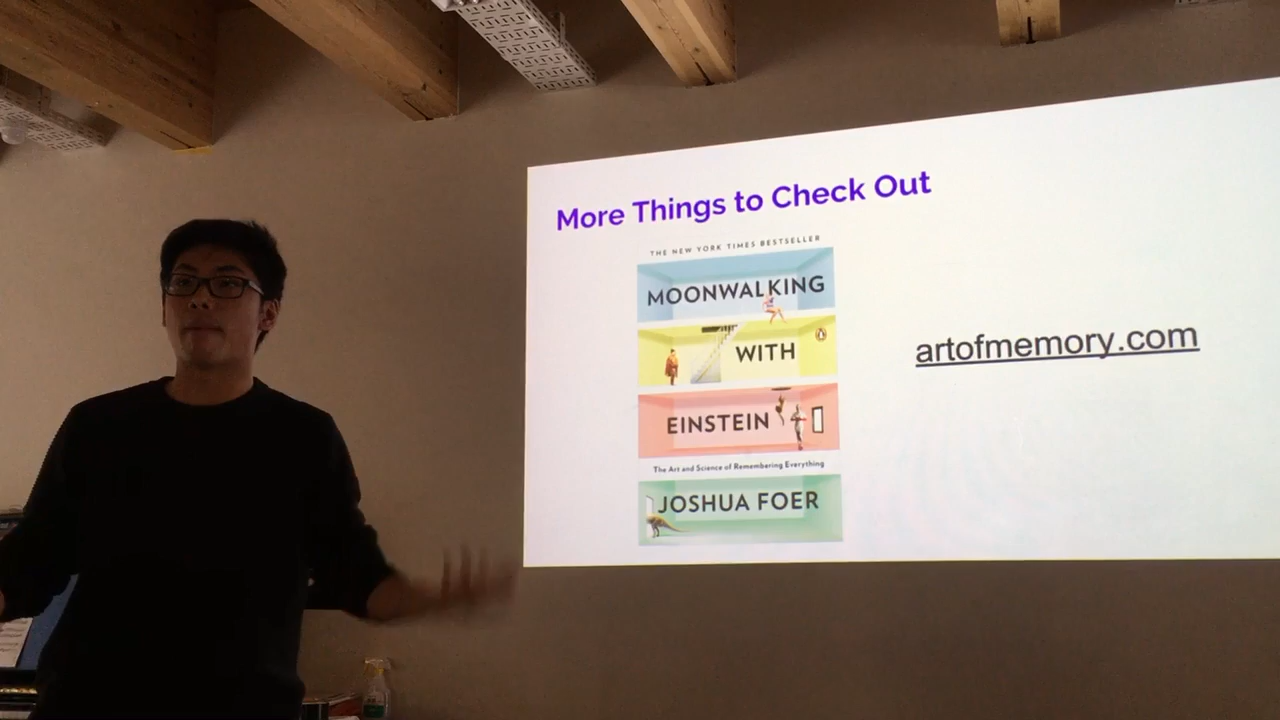 More Things to Check Out
THE NEW YORK TIMES BESTSELLER
MOONWALKING
WITH
EINSTEIN
The Art and Science of Remembering Everything
JOSHUA FOER
artofmemory.com